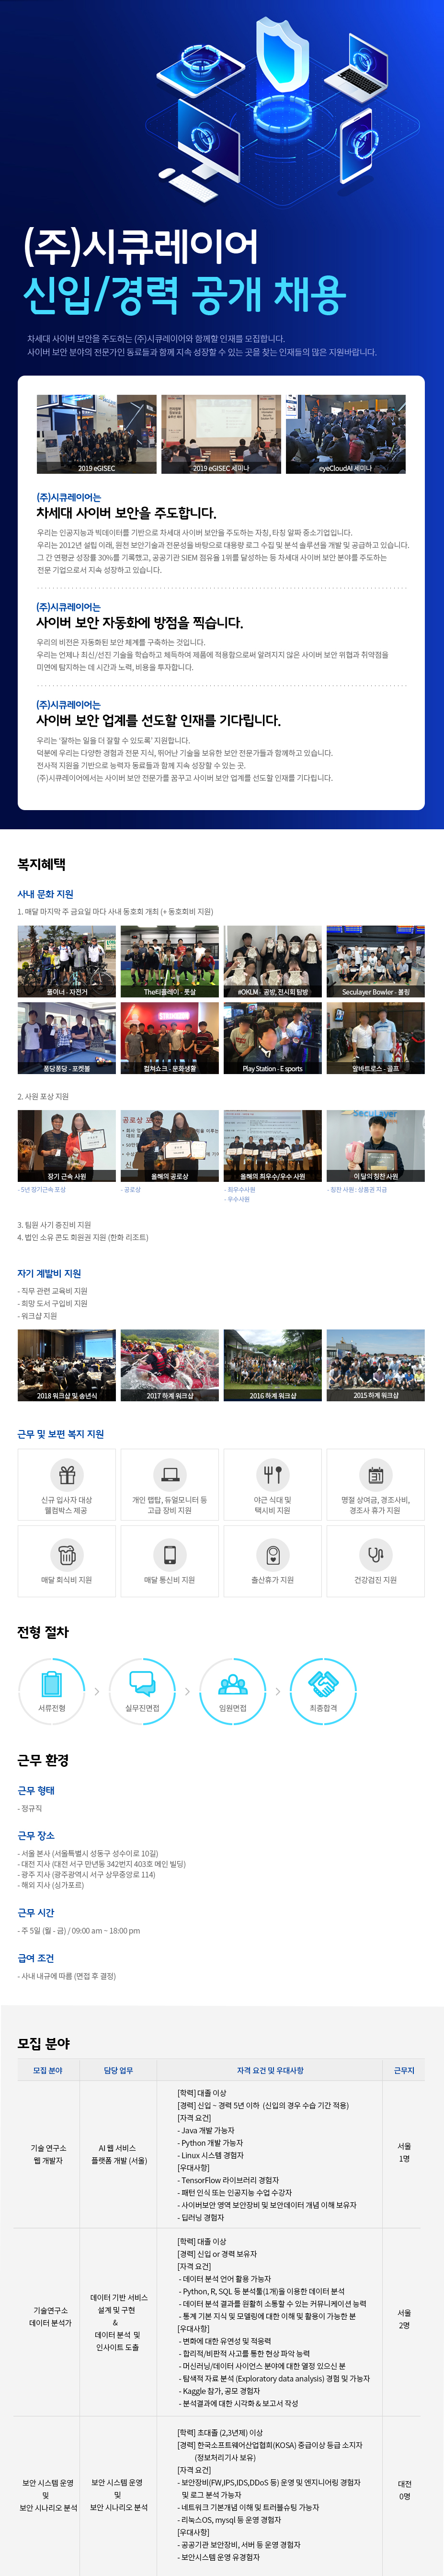 (주)시큐레이어
신입/경력 공개 채용
차세대 사이버 보안을 주도하는 (주)시큐레이어와 함께할 인재를 모집합니다.
사이버 보안 분야의 전문가인 동료들과 함께 지속 성장할 수 있는 곳을 찾는 인재들의 많은 지원바랍니다.
2019 eGISEC
2019 eGISEC 세미나
eyeCloudAI 세미나
(주)시큐레이어는
차세대 사이버 보안을 주도합니다.
우리는 인공지능과 빅데이터를 기반으로 차세대 사이버 보안을 주도하는 자칭, 타칭 알짜 중소기업입니다.
우리는 2012년 설립 이래, 원천 보안기술과 전문성을 바탕으로 대용량 로그 수집 및 분석 솔루션을 개발 및 공급하고 있습니다.
그 간 연평균 성장률 30%를 기록했고, 공공기관 SIEM 점유율 1위를 달성하는 등 차세대 사이버 보안 분야를 주도하는
전문 기업으로서 지속 성장하고 있습니다.
(주)시큐레이어는
사이버 보안 자동화에 방점을 찍습니다.
우리의 비전은 자동화된 보안 체계를 구축하는 것입니다.
우리는 언제나 최신/선진 기술을 학습하고 체득하여 제품에 적용함으로써 알려지지 않은 사이버 보안 위협과 취약점을
미연에 탐지하는 데 시간과 노력, 비용을 투자합니다.
(주)시큐레이어는
사이버 보안 업계를 선도할 인재를 기다립니다.
우리는 '잘하는 일을 더 잘할 수 있도록' 지원합니다.
덕분에 우리는 다양한 경험과 전문 지식, 뛰어난 기술을 보유한 보안 전문가들과 함께하고 있습니다.
전사적 지원을 기반으로 능력자 동료들과 함께 지속 성장할 수 있는 곳.
(주)시큐레이어에서는 사이버 보안 전문가를 꿈꾸고 사이버 보안 업계를 선도할 인재를 기다립니다.
복지혜택
사내 문화 지원
1. 매달 마지막 주 금요일 마다 사내 동호회 개최 (+ 동호회비 지원)
폴이너 - 자전거
The티플레이 - 풋살
#OKLM - 공방, 전시회 탐방
Seculayer Bowler - 볼링
퐁당퐁당 - 포켓볼
컬쳐쇼크 - 문화생활
Play Station - E sports
알바트로스 - 골프
2. 사원 포상 지원
장기 근속 사원
올해의 공로상
올해의 최우수/우수 사원
이 달의 칭찬 사원
- 5년 장기근속 포상
- 공로상
- 최우수사원
- 우수사원
- 칭찬 사원 : 상품권 지급
3. 팀원 사기 증진비 지원
4. 법인 소유 콘도 회원권 지원 (한화 리조트)
자기 계발비 지원
- 직무 관련 교육비 지원
- 희망 도서 구입비 지원
- 워크샵 지원
2018 워크샵 및 송년식
2017 하계 워크샵
2016 하계 워크샵
2015 하계 워크샵
근무 및 보편 복지 지원
신규 입사자 대상
웰컴박스 제공
개인 랩탑, 듀얼모니터 등
고급 장비 지원
야근 식대 및
택시비 지원
명절 상여금, 경조사비,
경조사 휴가 지원
매달 회식비 지원
매달 통신비 지원
출산휴가 지원
건강검진 지원
전형 절차
서류전형
실무진면접
임원면접
최종합격
근무 환경
근무 형태
- 정규직
근무 장소
- 서울 본사 (서울특별시 성동구 성수이로 10길)
- 대전 지사 (대전 서구 만년동 342번지 403호 메인 빌딩)
- 광주 지사 (광주광역시 서구 상무중앙로 114)
- 해외 지사 (싱가포르)
근무 시간
- 주 5일 (월 - 금) / 09:00 am ~ 18:00 pm
급여 조건
- 사내 내규에 따름 (면접 후 결정)
모집 분야
모집 분야
담당 업무
자격 요건 및 우대사항
근무지
기술 연구소
웹 개발자
AI 웹 서비스
플랫폼 개발 (서울)
[학력] 대졸 이상
[경력] 신입 ~ 경력 5년 이하 (신입의 경우 수습 기간 적용)
[자격 요건]
- Java 개발 가능자
- Python 개발 가능자
- Linux 시스템 경험자
[우대사항]
- TensorFlow 라이브러리 경험자
- 패턴 인식 또는 인공지능 수업 수강자
- 사이버보안 영역 보안장비 및 보안데이터 개념 이해 보유자
- 딥러닝 경험자
서울
1명
기술연구소
데이터 분석가
데이터 기반 서비스
설계 및 구현
&
데이터 분석 및
인사이트 도출
[학력] 대졸 이상
[경력] 신입 or 경력 보유자
[자격 요건]
- 데이터 분석 언어 활용 가능자
- Python, R, SQL 등 분석툴(1개)을 이용한 데이터 분석
- 데이터 분석 결과를 원활히 소통할 수 있는 커뮤니케이션 능력
- 통계 기본 지식 및 모델링에 대한 이해 및 활용이 가능한 분
[우대사항]
- 변화에 대한 유연성 및 적응력
- 합리적/비판적 사고를 통한 현상 파악 능력
- 머신러닝/데이터 사이언스 분야에 대한 열정 있으신 분
- 탐색적 자료 분석 (Exploratory data analysis) 경험 및 가능자
- Kaggle 참가, 공모 경험자
- 분석결과에 대한 시각화 & 보고서 작성
서울
2명
보안 시스템 운영
및
보안 시나리오 분석
보안 시스템 운영
및
보안 시나리오 분석
[학력] 초대졸 (2,3년제) 이상
[경력] 한국소프트웨어산업협회(KOSA) 중급이상 등급 소지자
(정보처리기사 보유)
[자격 요건]
- 보안장비(FW,IPS,IDS,DDoS 등) 운영 및 엔지니어링 경험자
및 로그 분석 가능자
- 네트워크 기본개념 이해 및 트러블슈팅 가능자
- 리눅스OS, mysql 등 운영 경험자
[우대사항]
- 공공기관 보안장비, 서버 등 운영 경험자
- 보안시스템 운영 유경험자
대전
0명